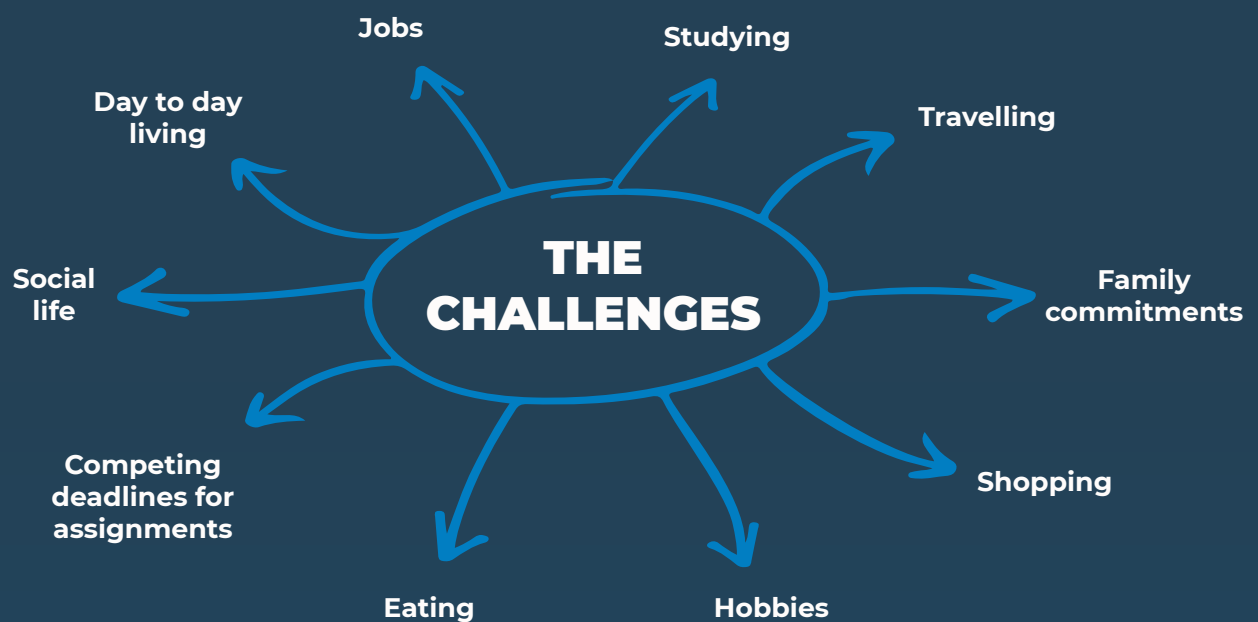 Jobs
Studying
Day to day
living
Travelling
THE
CHALLENGES
Social
life
Family
commitments
Competing
deadlines for
assignments
Shopping
Eating
Hobbies